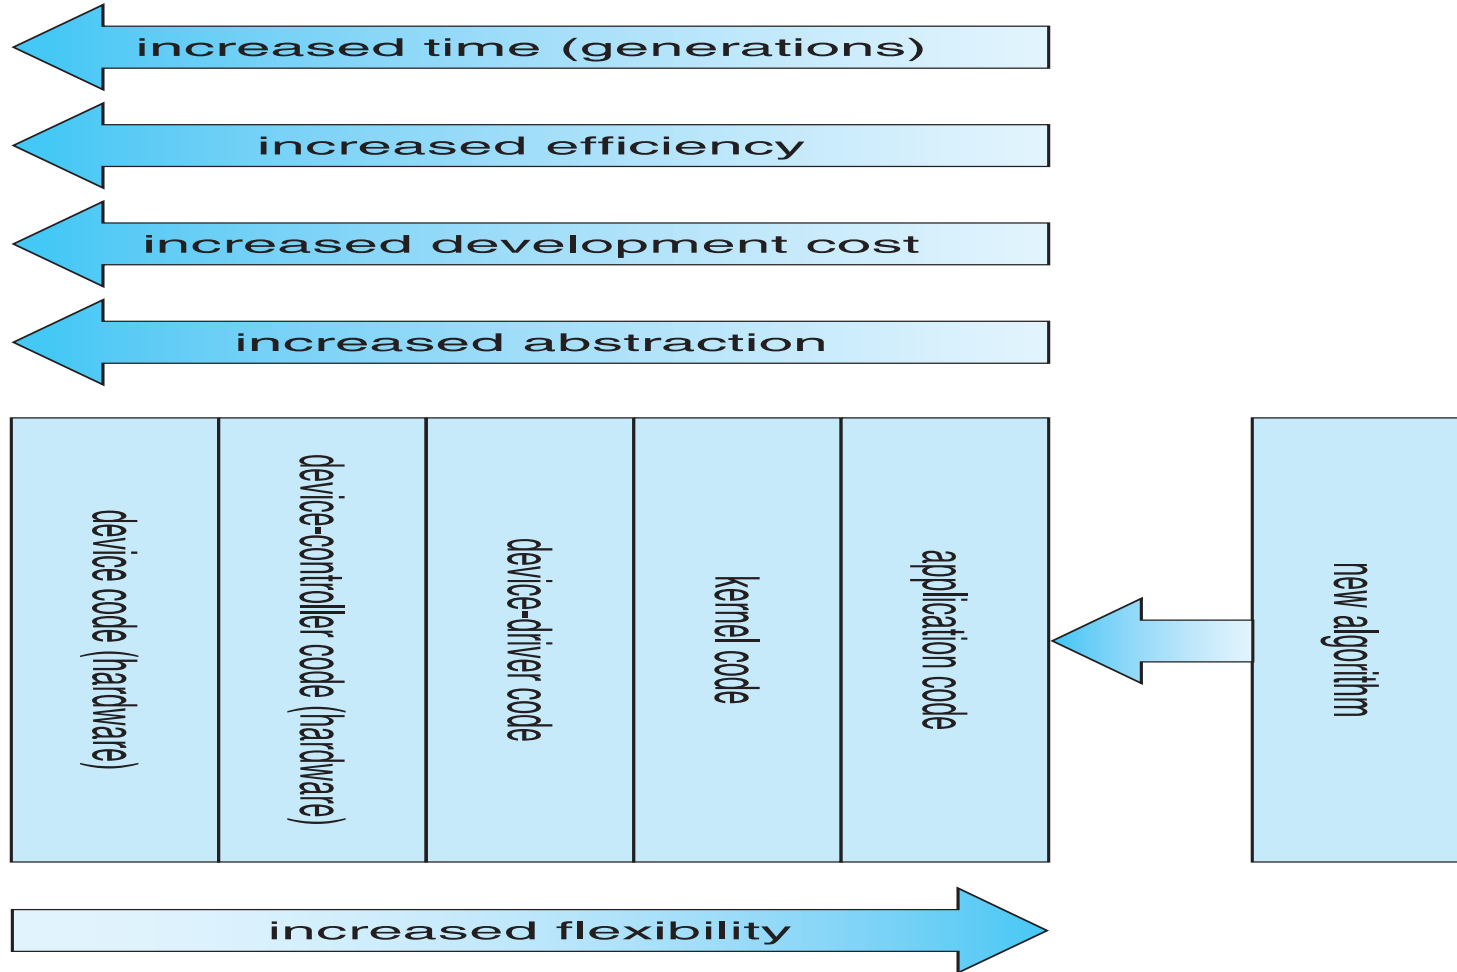 increased time (generations)
increased efficiency
increased development cost
increased abstraction
device code (hardware)
device-controller code (hardware)
device-driver code
kernel code
application code
new algorithm
increased flexibility